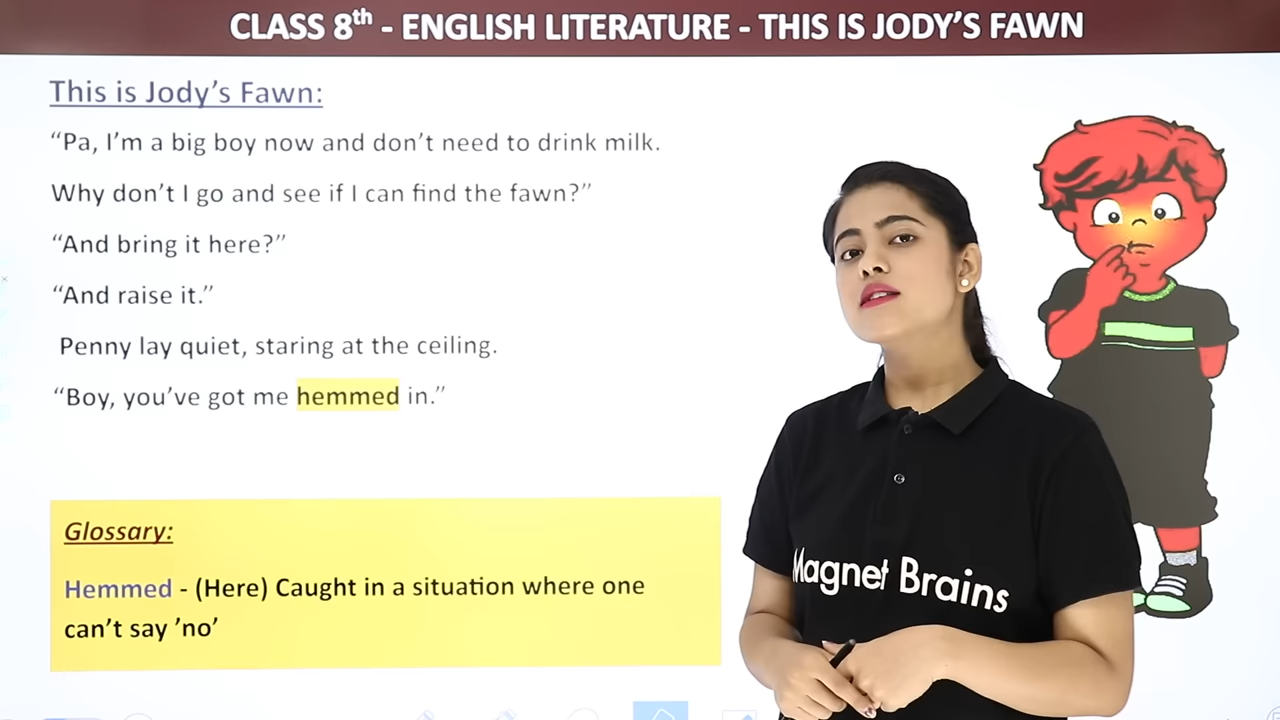 CLASS 8th - ENGLISH LITERATURE - THIS IS JODY’S FAWN
This is Jody’s Fawn:
“Pa, I’m a big boy now and don’t need to drink milk.
Why don’t I go and see if I can find the fawn?”
“And bring it here?”
“And raise it.”
Penny lay quiet, staring at the ceiling.
“Boy, you’ve got me hemmed in.”
Glossary:
Hemmed - (Here) Caught in a situation where one
can’t say ’no’
Magnet Brains